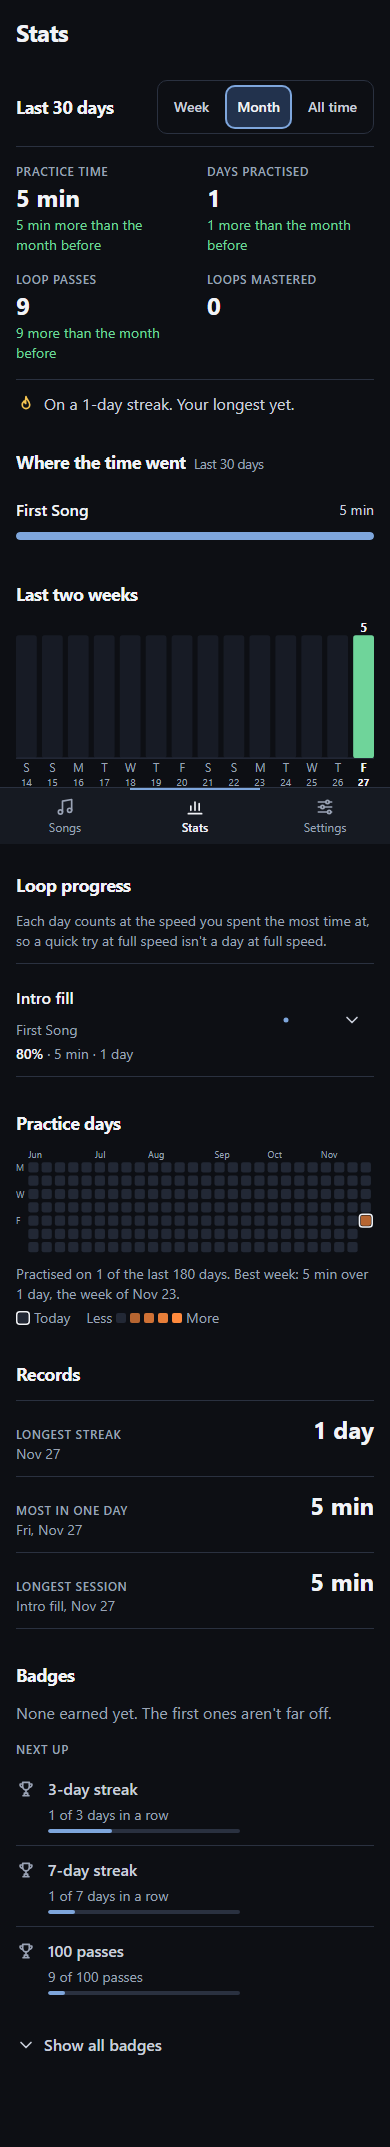 Stats
Last 30 days
Week
Month
All time
PRACTICE TIME
5 min
5 min more than the
month before
DAYS PRACTISED
1
1 more than the month
before
LOOP PASSES
9
9 more than the month
before
LOOPS MASTERED
0
On a 1-day streak. Your longest yet.
Where the time went Last 30 days
First Song 5 min
Last two weeks
5
S S M T W T F S S M T W T F
14 15 16 17 18 19 20 21 22 23 24 25 26 27
Songs Stats Settings
Loop progress
Each day counts at the speed you spent the most time at,
so a quick try at full speed isn't a day at full speed.
Intro fill
First Song
80% · 5 min · 1 day
Practice days
Jun Jul Aug Sep Oct Nov
M
W
F
Practised on 1 of the last 180 days. Best week: 5 min over
1 day, the week of Nov 23.
Today Less More
Records
LONGEST STREAK
Nov 27
1 day
MOST IN ONE DAY
Fri, Nov 27
5 min
LONGEST SESSION
Intro fill, Nov 27
5 min
Badges
None earned yet. The first ones aren't far off.
NEXT UP
3-day streak
1 of 3 days in a row
7-day streak
1 of 7 days in a row
100 passes
9 of 100 passes
Show all badges